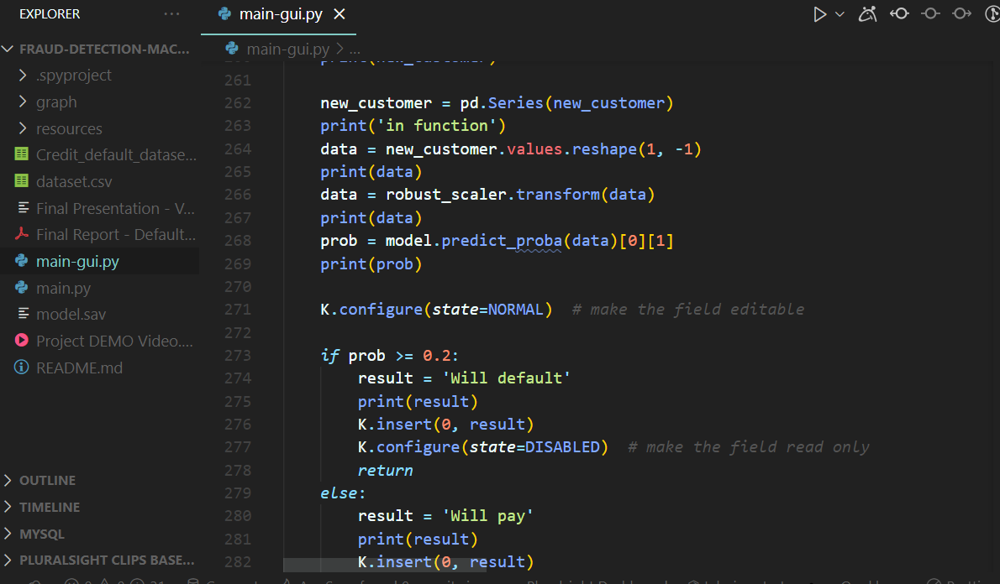 EXPLORER
···
main-gui.py
FRAUD-DETECTION-MAC...
main-gui.py > ...
.spyproject
graph
resources
Credit_default_datase...
dataset.csv
Final Presentation - V...
Final Report - Default...
main-gui.py
main.py
model.sav
Project DEMO Video....
README.md
OUTLINE
TIMELINE
MYSQL
PLURALSIGHT CLIPS BASE...
261
262 new_customer = pd.Series(new_customer)
263 print('in function')
264 data = new_customer.values.reshape(1, -1)
265 print(data)
266 data = robust_scaler.transform(data)
267 print(data)
268 prob = model.predict_proba(data)[0][1]
269 print(prob)
270
271 K.configure(state=NORMAL)  # make the field editable
272
273 if prob >= 0.2:
274     result = 'Will default'
275     print(result)
276     K.insert(0, result)
277     K.configure(state=DISABLED)  # make the field read only
278     return
279 else:
280     result = 'Will pay'
281     print(result)
282     K.insert(0, result)